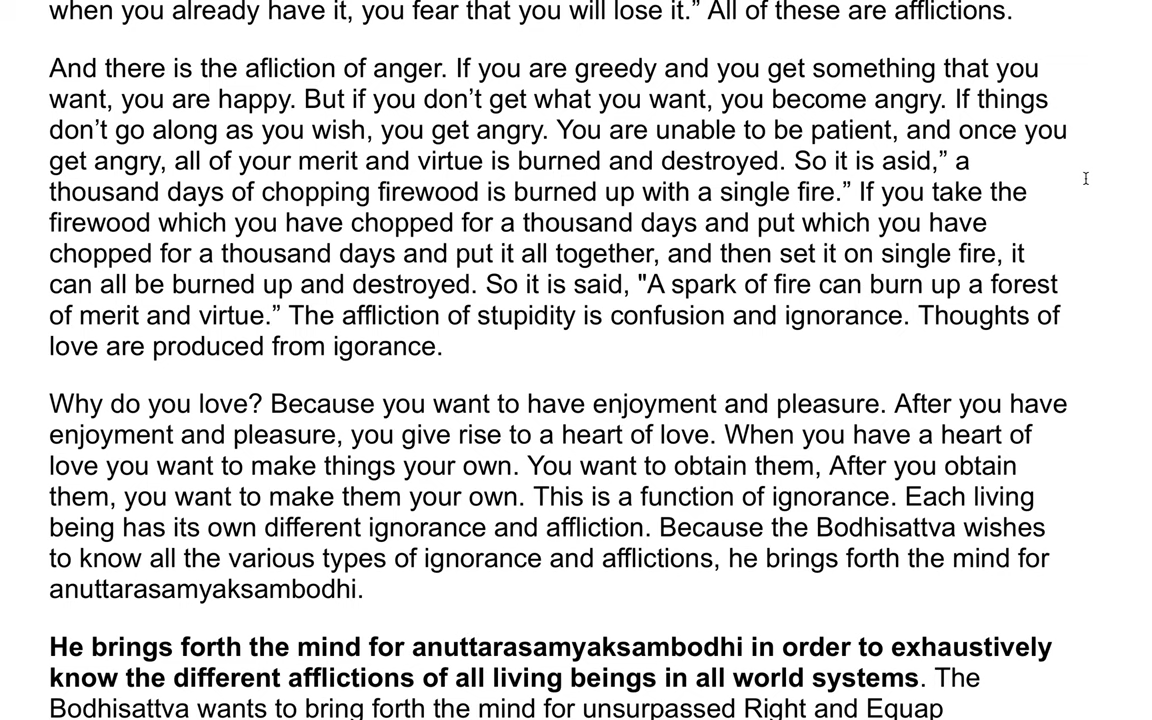 when you already have it, you fear that you will lose it.” All of these are afflictions.
And there is the afliction of anger. If you are greedy and you get something that you
want, you are happy. But if you don’t get what you want, you become angry. If things
don’t go along as you wish, you get angry. You are unable to be patient, and once you
get angry, all of your merit and virtue is burned and destroyed. So it is asid,” a
thousand days of chopping firewood is burned up with a single fire.” If you take the
firewood which you have chopped for a thousand days and put which you have
chopped for a thousand days and put it all together, and then set it on single fire, it
can all be burned up and destroyed. So it is said, "A spark of fire can burn up a forest
of merit and virtue.” The affliction of stupidity is confusion and ignorance. Thoughts of
love are produced from igorance.
Why do you love? Because you want to have enjoyment and pleasure. After you have
enjoyment and pleasure, you give rise to a heart of love. When you have a heart of
love you want to make things your own. You want to obtain them, After you obtain
them, you want to make them your own. This is a function of ignorance. Each living
being has its own different ignorance and affliction. Because the Bodhisattva wishes
to know all the various types of ignorance and afflictions, he brings forth the mind for
anuttarasamyaksambodhi.
He brings forth the mind for anuttarasamyaksambodhi in order to exhaustively
know the different afflictions of all living beings in all world systems. The
Bodhisattva wants to bring forth the mind for unsurpassed Right and Equap